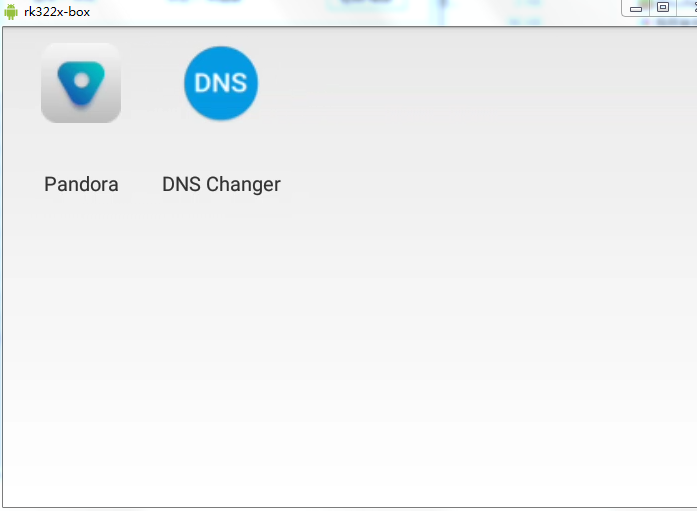 rk322x-box
DNS
Pandora
DNS Changer